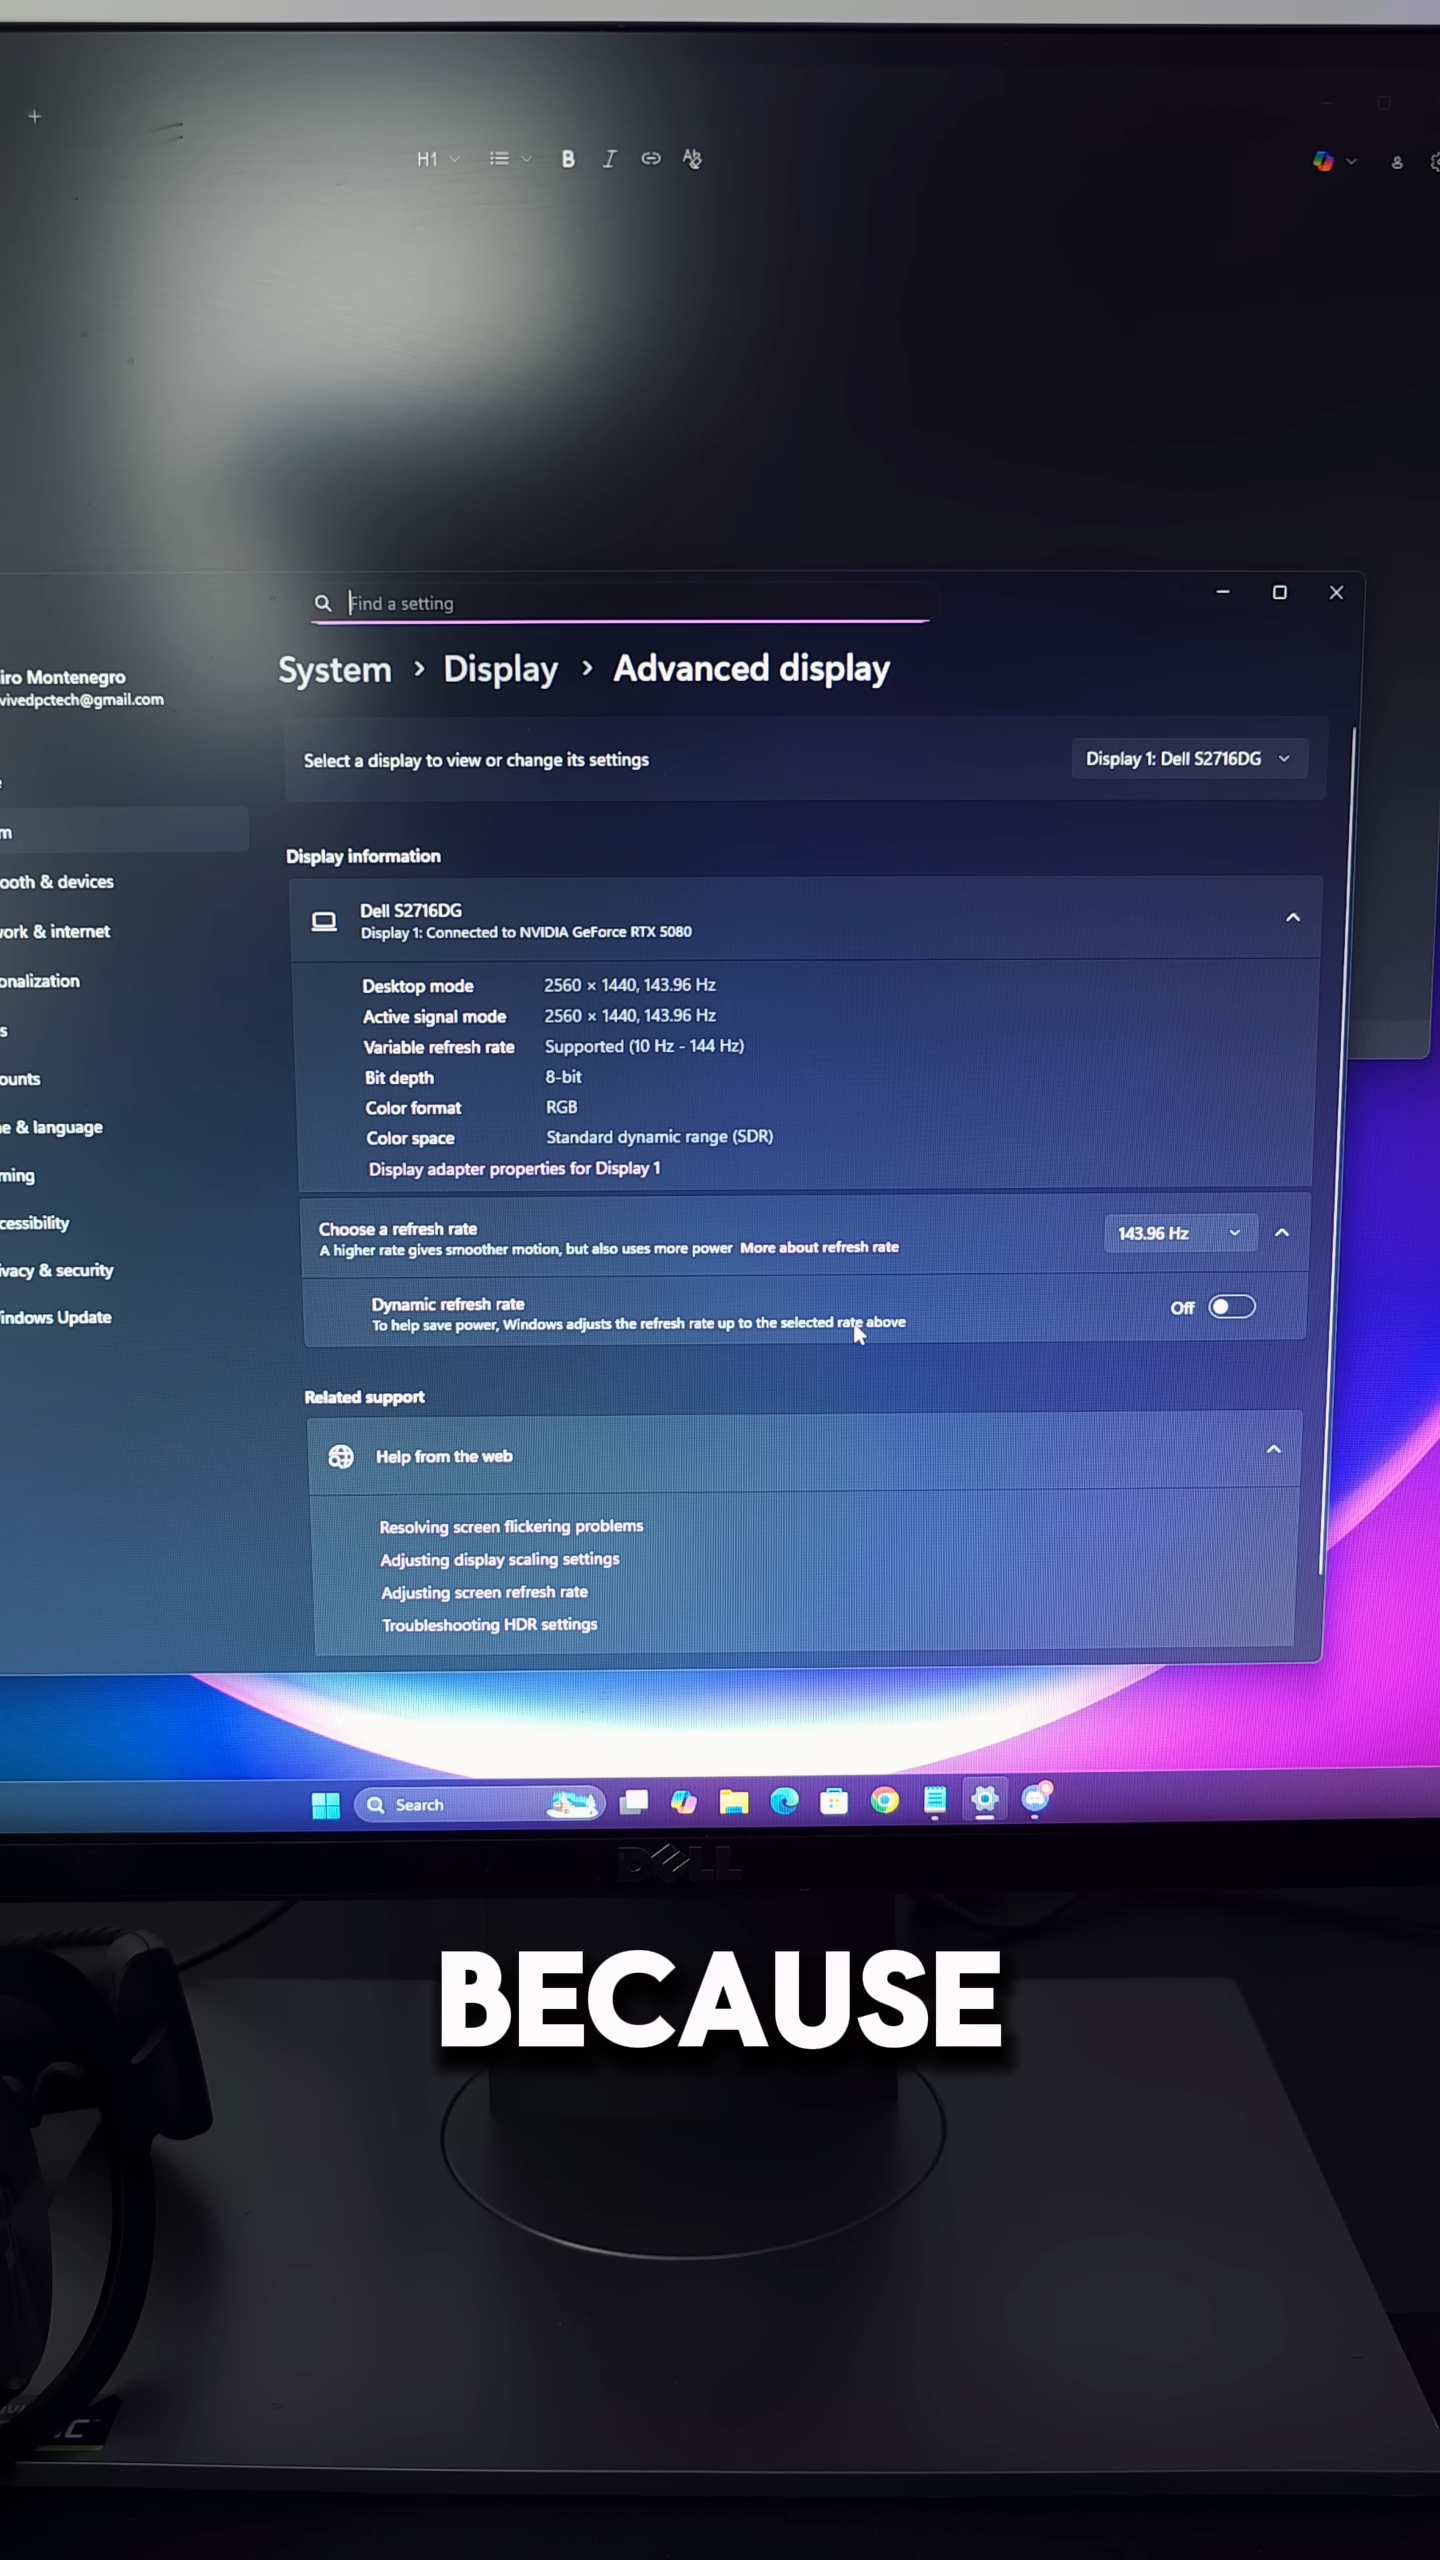 H1
B
I
Find a setting
iro Montenegro
vivedpctech@gmail.com
System > Display > Advanced display
Select a display to view or change its settings
Display 1: Dell S2716DG
Display information
m
ooth & devices
Dell S2716DG
Display 1: Connected to NVIDIA GeForce RTX 5080
ork & internet
onalization
Desktop mode 2560 × 1440, 143.96 Hz
Active signal mode 2560 × 1440, 143.96 Hz
s
Variable refresh rate Supported (10 Hz - 144 Hz)
ounts
Bit depth 8-bit
Color format RGB
e & language
Color space Standard dynamic range (SDR)
ming
Display adapter properties for Display 1
cessibility
Choose a refresh rate
A higher rate gives smoother motion, but also uses more power More about refresh rate
143.96 Hz
ivacy & security
Dynamic refresh rate
To help save power, Windows adjusts the refresh rate up to the selected rate above
Off
indows Update
Related support
Help from the web
Resolving screen flickering problems
Adjusting display scaling settings
Adjusting screen refresh rate
Troubleshooting HDR settings
Search
DELL
BECAUSE